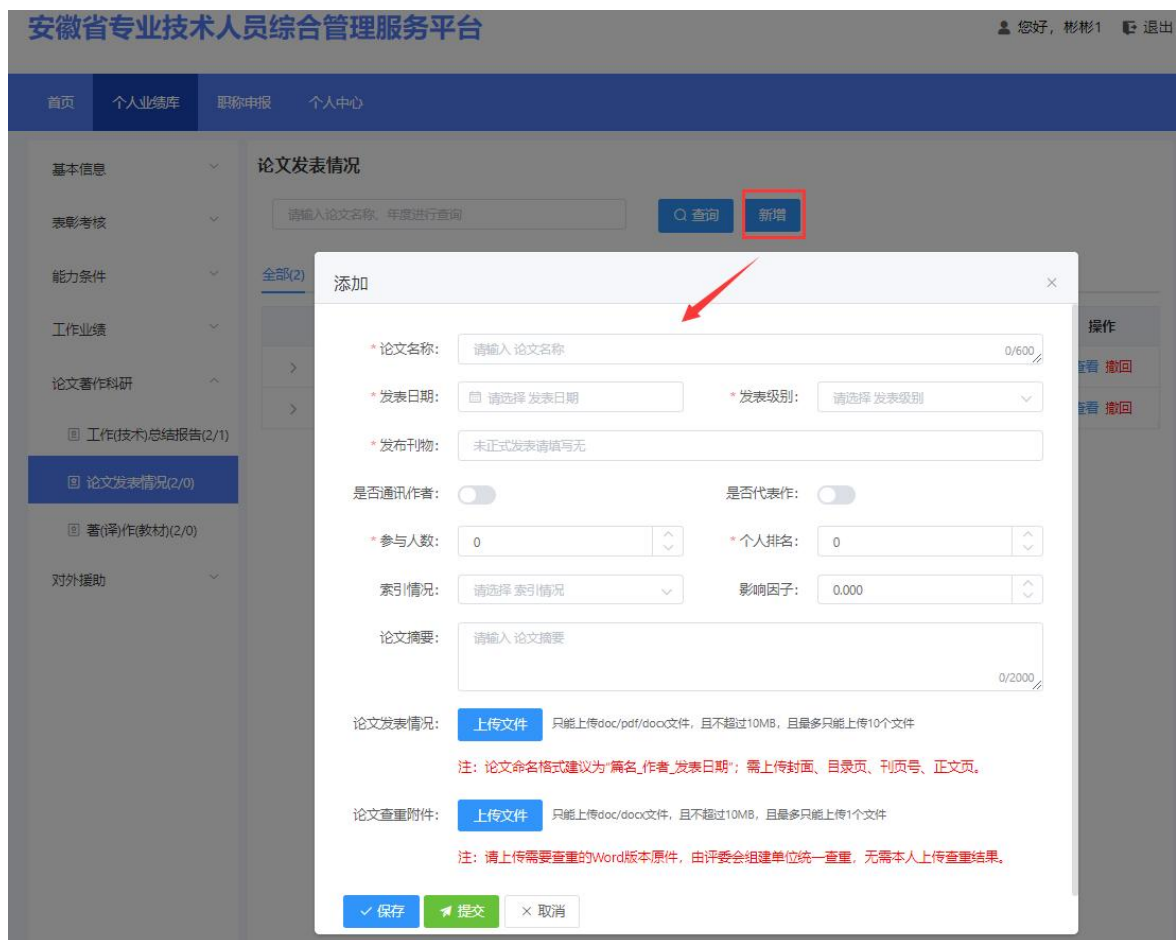 安徽省专业技术人员综合管理服务平台
您好，彬彬1 退出
首页 个人业绩库 职称申报 个人中心
基本信息
表彰考核
能力条件
工作业绩
论文著作科研
工作(技术)总结报告(2/1)
论文发表情况(2/0)
著(译)作(教材)(2/0)
对外援助
论文发表情况
请输入论文名称、年度进行查询 查询 新增
全部(2)
操作
查看 撤回
查看 撤回
添加
*论文名称： 请输入 论文名称 0/600
*发表日期： 请选择 发表日期 *发表级别： 请选择 发表级别
*发布刊物： 未正式发表请填写无
是否通讯作者： 是否代表作：
*参与人数： 0 *个人排名： 0
索引情况： 请选择 索引情况 影响因子： 0.000
论文摘要： 请输入 论文摘要
0/2000
论文发表情况： 上传文件 只能上传doc/pdf/docx文件，且不超过10MB，且最多只能上传10个文件
注：论文命名格式建议为“篇名_作者_发表日期”；需上传封面、目录页、刊页号、正文页。
论文查重附件： 上传文件 只能上传doc/docx文件，且不超过10MB，且最多只能上传1个文件
注：请上传需要查重的Word版本原件，由评委会组建单位统一查重，无需本人上传查重结果。
保存 提交 取消